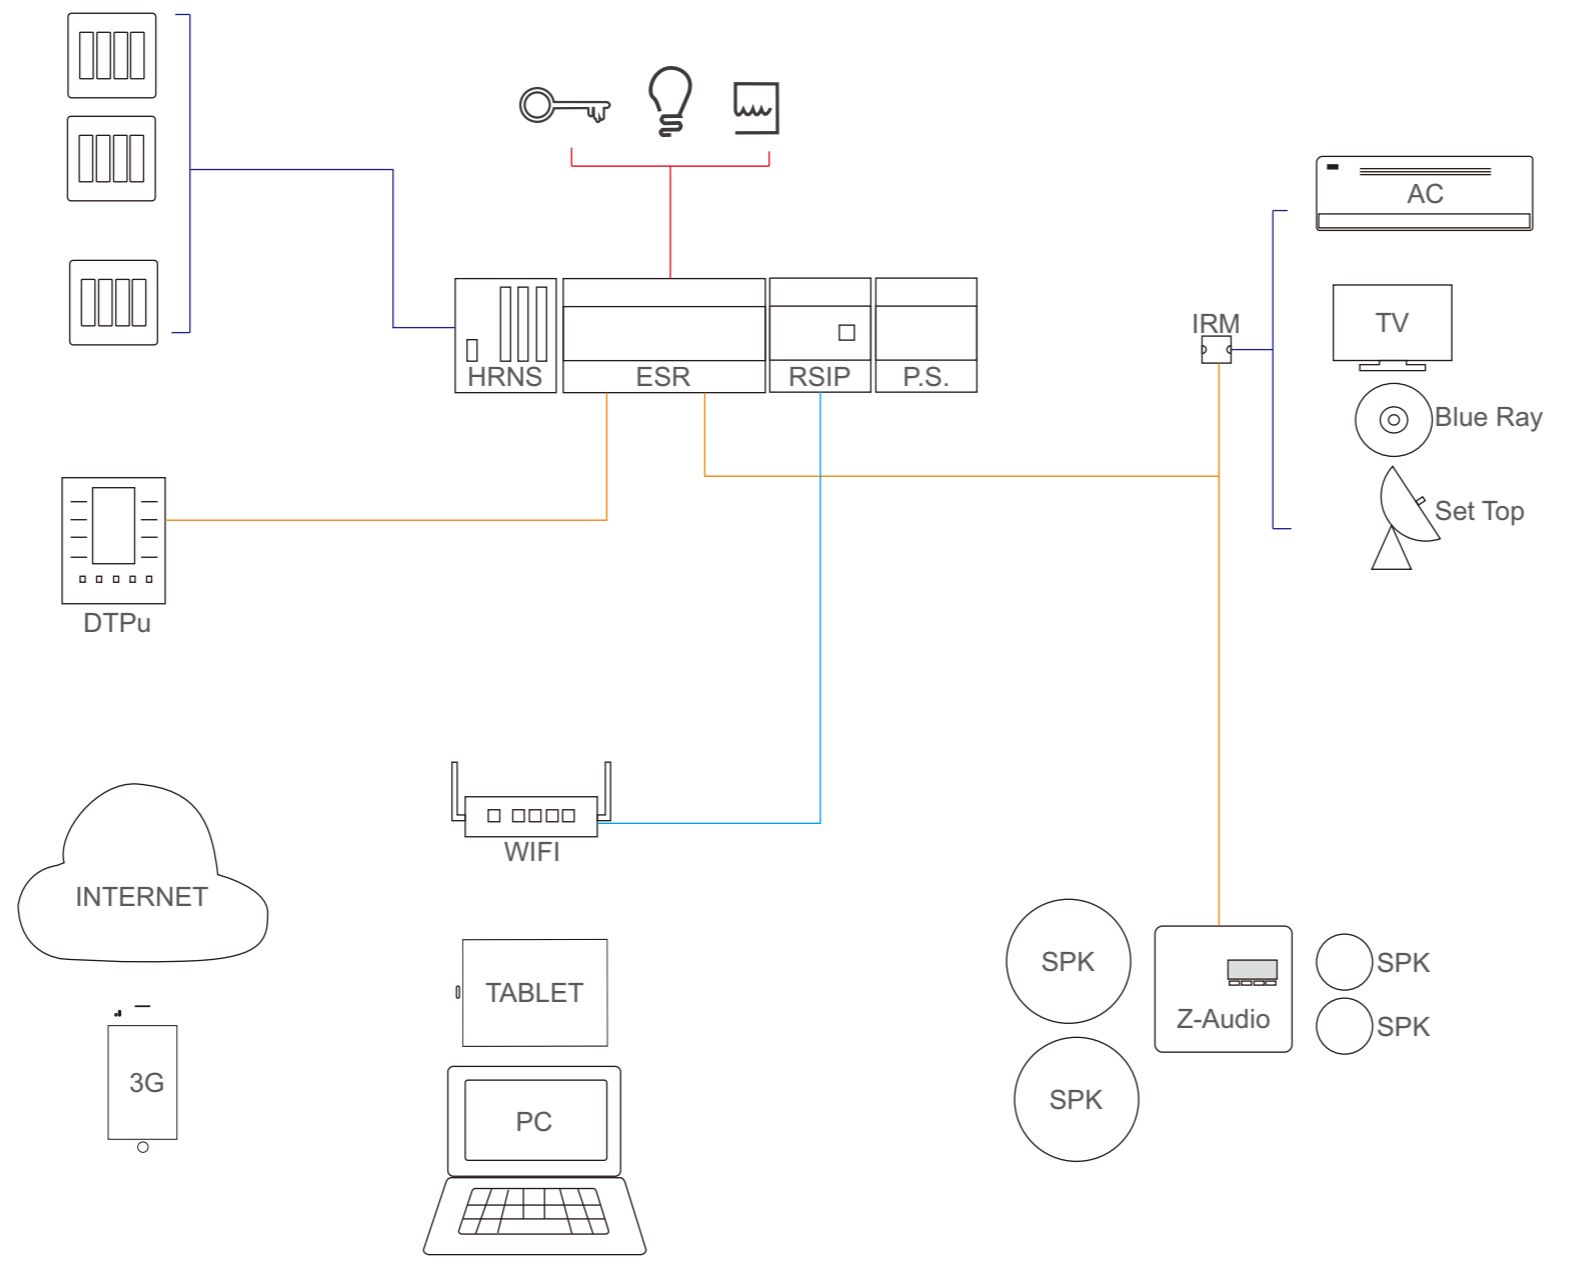 AC
IRM
TV
HRNS
ESR
RSIP
P.S.
Blue Ray
Set Top
DTPu
WIFI
INTERNET
TABLET
3G
PC
SPK
SPK
Z-Audio
SPK
SPK